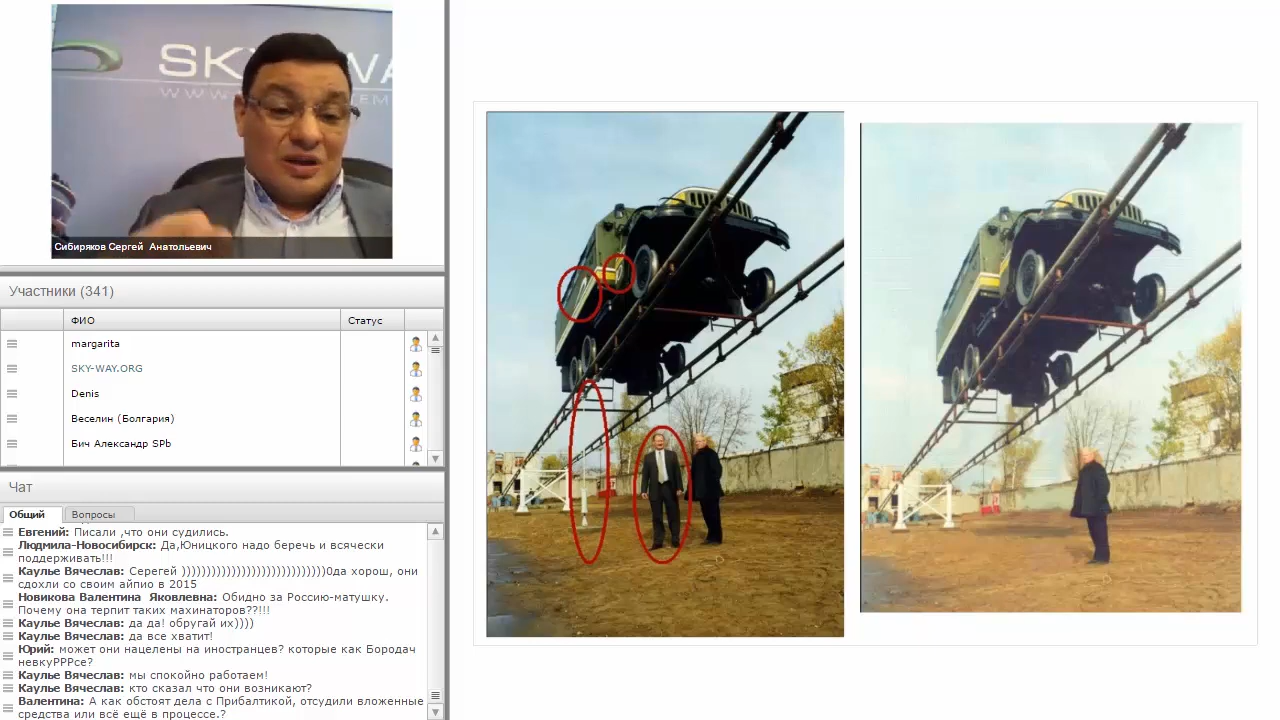 SKY WA
WWW
TEM
Сибиряков Сергей Анатольевич
Участники (341)
ФИО
Статус
margarita
SKY-WAY.ORG
Denis
Веселин (Болгария)
Бич Александр SPb
Чат
Общий
Вопросы
Евгений: Писали ,что они судились.
Людмила-Новосибирск: Да,Юницкого надо беречь и всячески
поддерживать!!!
Каулье Вячеслав: Серегей )))))))))))))))))))))))))))))0да хорош, они
сдохли со своим айпио в 2015
Новикова Валентина Яковлевна: Обидно за Россию-матушку.
Почему она терпит таких махинаторов??!!!
Каулье Вячеслав: да да! обругай их))))
Каулье Вячеслав: да все хватит!
Юрий: может они нацелены на иностранцев? которые как Бородач
невкуРРРсе?
Каулье Вячеслав: мы спокойно работаем!
Каулье Вячеслав: кто сказал что они возникают?
Валентина: А как обстоят дела с Прибалтикой, отсудили вложенные
средства или всё ещё в процессе.?